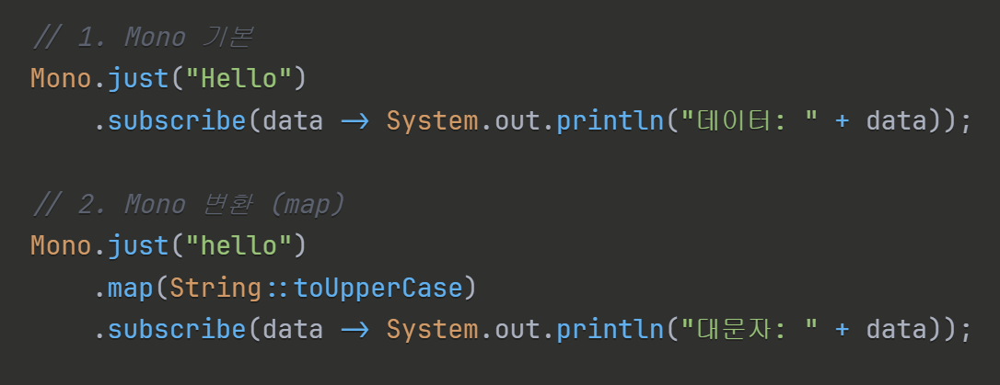 // 1. Mono 기본
Mono.just("Hello")
    .subscribe(data -> System.out.println("데이터: " + data));

// 2. Mono 변환 (map)
Mono.just("hello")
    .map(String::toUpperCase)
    .subscribe(data -> System.out.println("대문자: " + data));